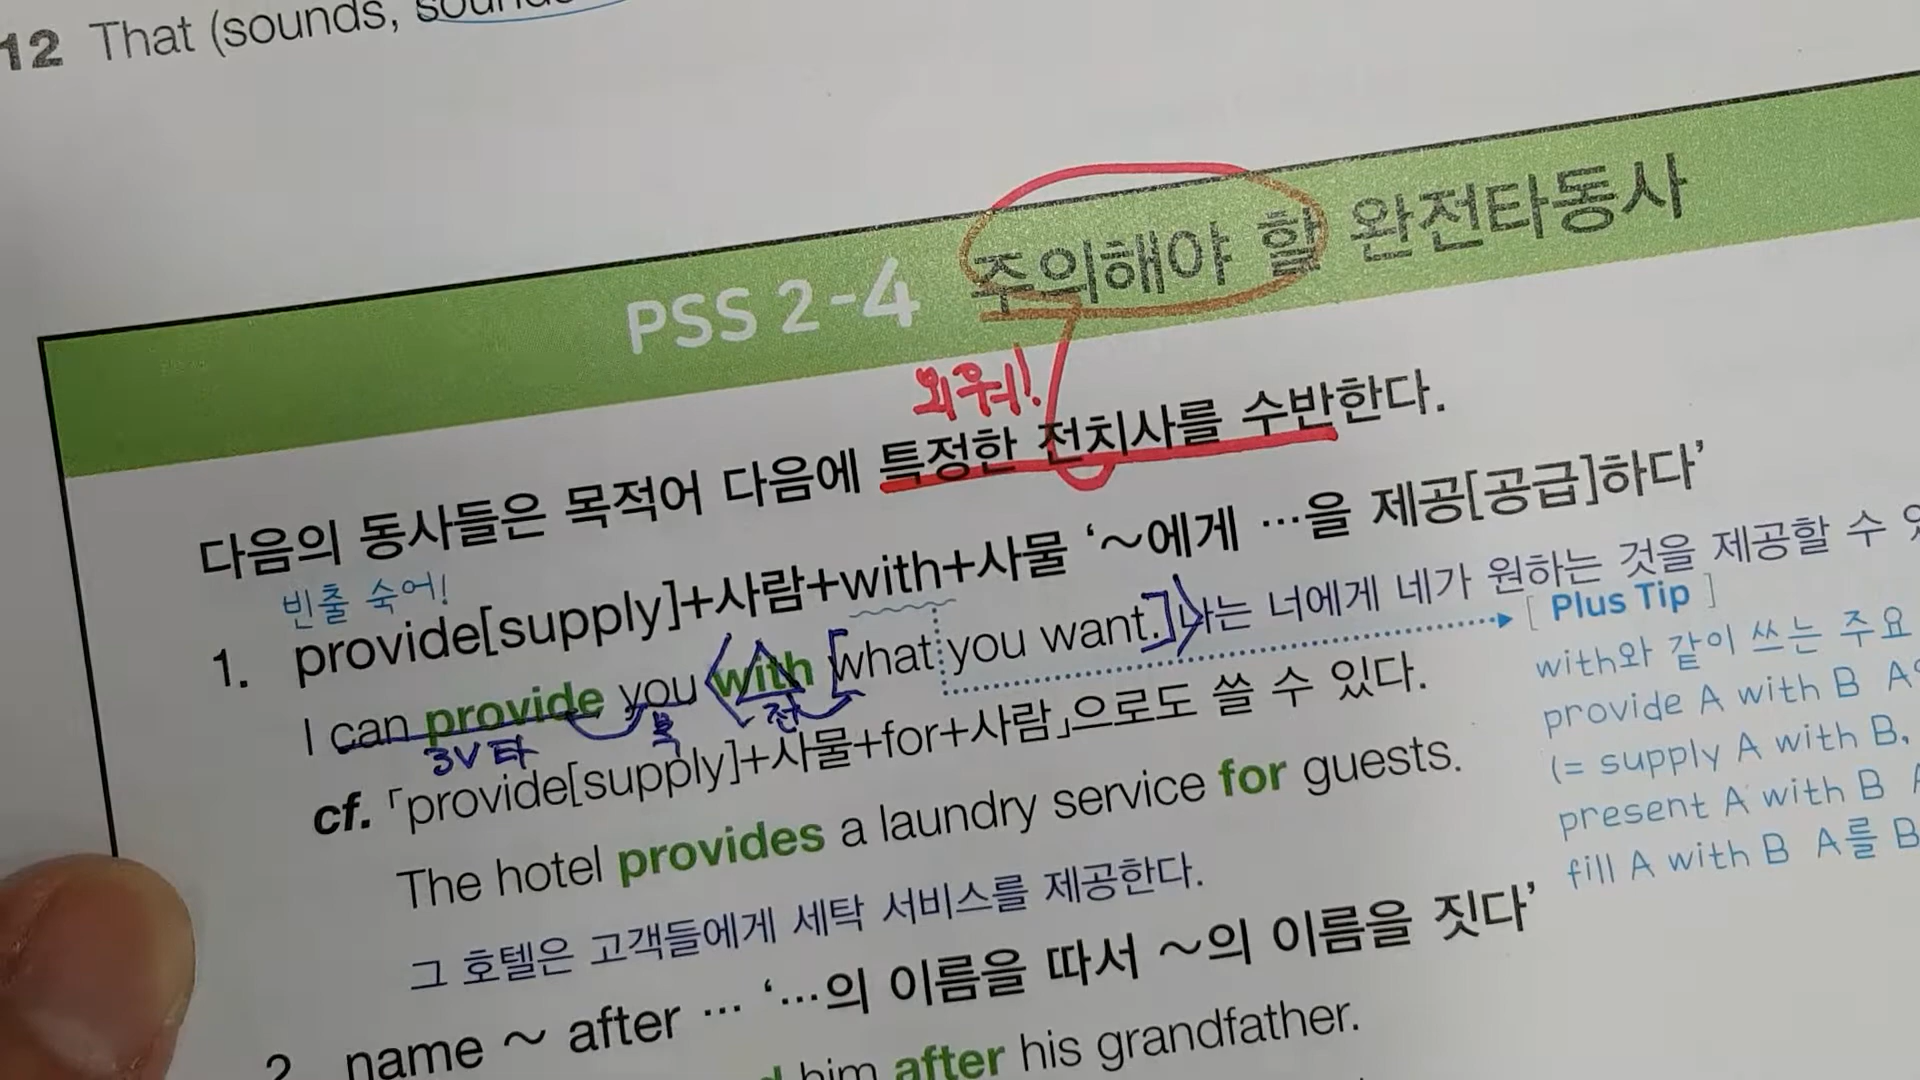 12 That (sounds,
PSS 2-4 주의해야 할 완전타동사
외워!
다음의 동사들은 목적어 다음에 특정한 전치사를 수반한다.
빈출 숙어!
1. provide[supply]+사람+with+사물 ‘~에게 …을 제공[공급]하다’
I can provide you with what you want. 나는 너에게 네가 원하는 것을 제공할 수
3V타 목 전
cf. 「provide[supply]+사물+for+사람」으로도 쓸 수 있다.
The hotel provides a laundry service for guests.
그 호텔은 고객들에게 세탁 서비스를 제공한다.
2. name ~ after … ‘…의 이름을 따서 ~의 이름을 짓다’
him after his grandfather.
[ Plus Tip ]
with와 같이 쓰는 주요
provide A with B
(= supply A with B,
present A with B
fill A with B A를 B